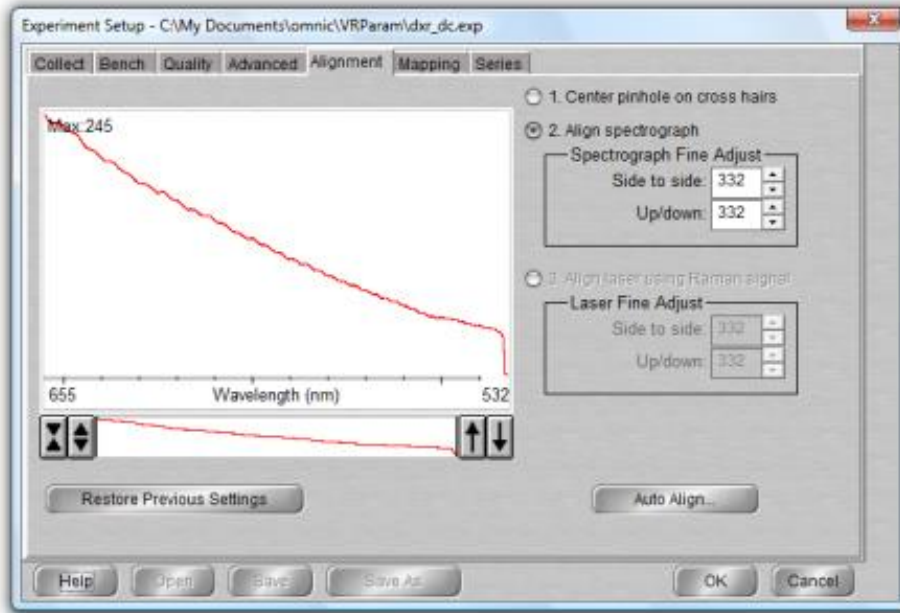 Experiment Setup - C:\My Documents\omnic\VRParam\dxr_dc.exp
Collect Bench Quality Advanced Alignment Mapping Series
Max:245
655 Wavelength (nm) 532
1. Center pinhole on cross hairs
2. Align spectrograph
Spectrograph Fine Adjust
Side to side: 332
Up/down: 332
3. Align laser using Raman signal
Laser Fine Adjust
Side to side: 332
Up/down: 332
Restore Previous Settings
Auto Align...
Help Open Save Save As OK Cancel